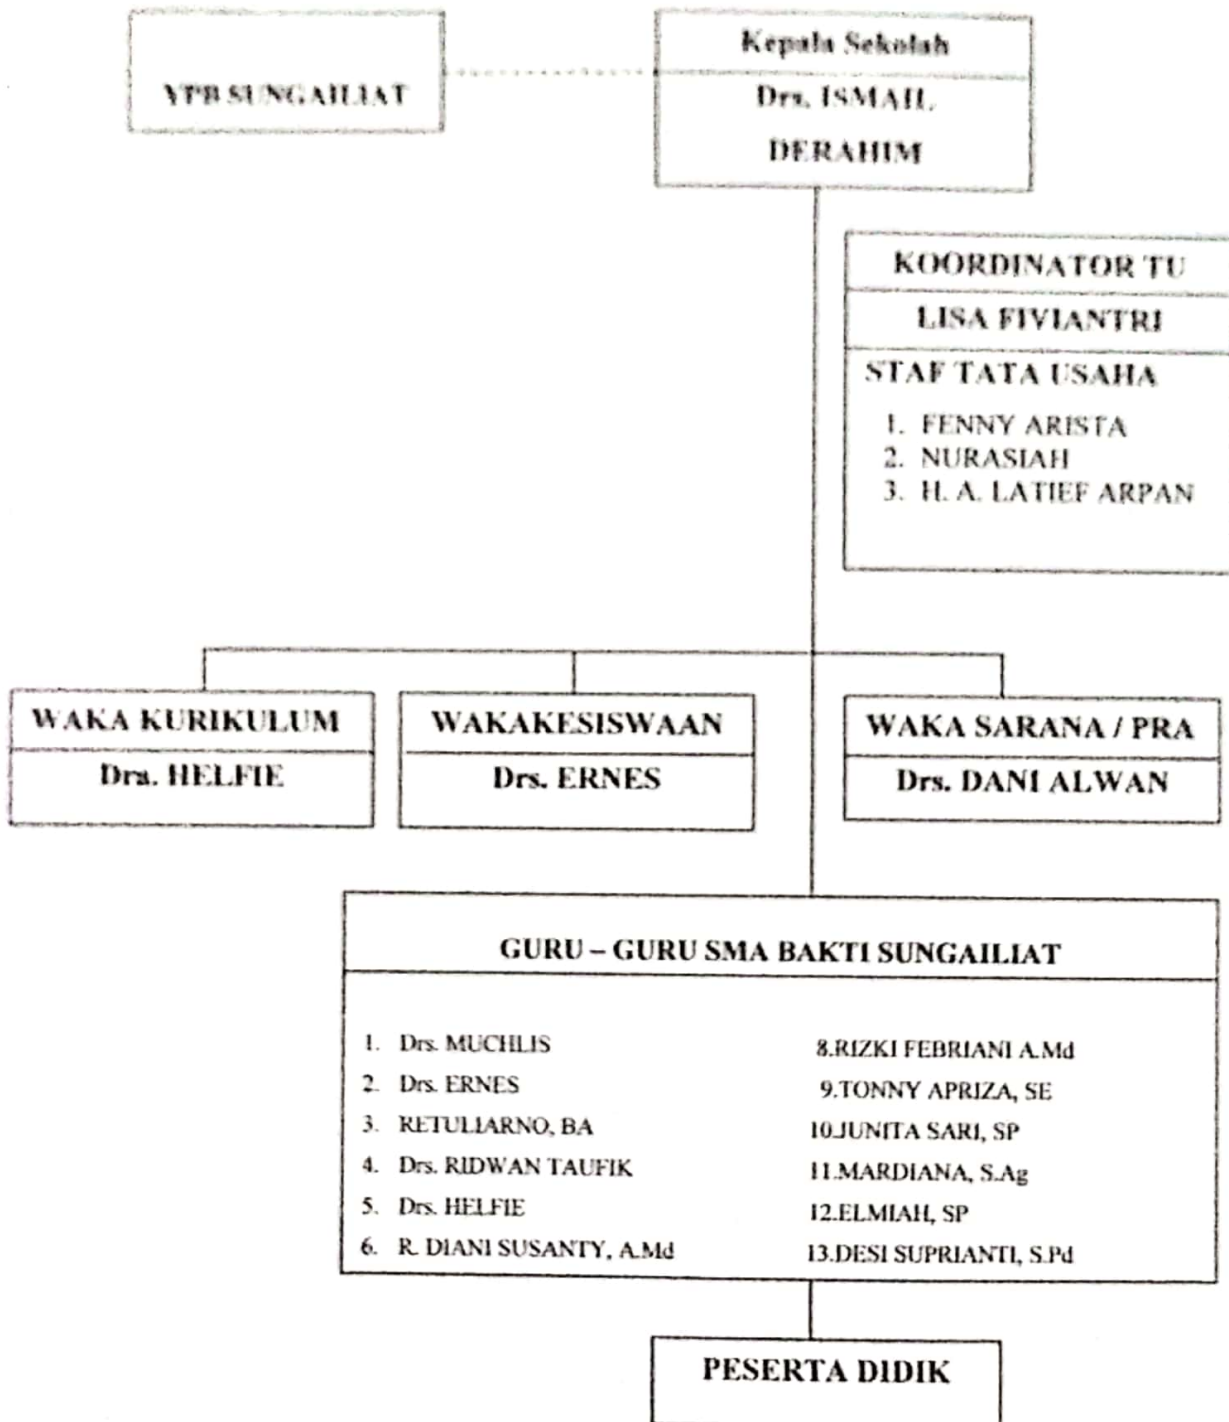 YPB SUNGAILIAT
Kepala Sekolah
Drs. ISMAIL
DERAHIM
KOORDINATOR TU
LISA FIVIANTRI
STAF TATA USAHA
1. FENNY ARISTA
2. NURASIAH
3. H. A. LATIEF ARPAN
WAKA KURIKULUM
Dra. HELFIE
WAKAKESISWAAN
Drs. ERNES
WAKA SARANA / PRA
Drs. DANI ALWAN
GURU – GURU SMA BAKTI SUNGAILIAT
1. Drs. MUCHLIS
2. Drs. ERNES
3. RETULIARNO, BA
4. Drs. RIDWAN TAUFIK
5. Drs. HELFIE
6. R. DIANI SUSANTY, A.Md
8.RIZKI FEBRIANI A.Md
9.TONNY APRIZA, SE
10.JUNITA SARI, SP
11.MARDIANA, S.Ag
12.ELMIAH, SP
13.DESI SUPRIANTI, S.Pd
PESERTA DIDIK